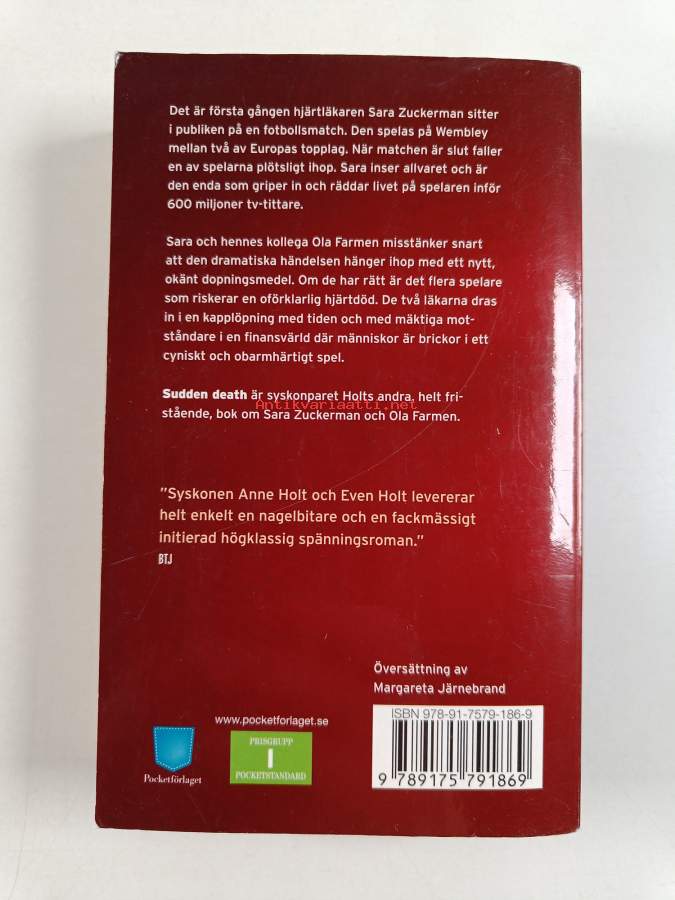 Det är första gången hjärtläkaren Sara Zuckerman sitter
i publiken på en fotbollsmatch. Den spelas på Wembley
mellan två av Europas topplag. När matchen är slut faller
en av spelarna plötsligt ihop. Sara inser allvaret och är
den enda som griper in och räddar livet på spelaren inför
600 miljoner tv-tittare.
Sara och hennes kollega Ola Farmen misstänker snart
att den dramatiska händelsen hänger ihop med ett nytt,
okänt dopningsmedel. Om de har rätt är det flera spelare
som riskerar en oförklarlig hjärtdöd. De två läkarna dras
in i en kapplöpning med tiden och med mäktiga mot-
ståndare i en finansvärld där människor är brickor i ett
cyniskt och obarmhärtigt spel.
Sudden death är syskonparet Holts andra, helt fri-
Antikvariaatti.net
stående, bok om Sara Zuckerman och Ola Farmen.
"Syskonen Anne Holt och Even Holt levererar
helt enkelt en nagelbitare och en fackmässigt
initierad högklassig spänningsroman."
BTJ
Översättning av
Margareta Järnebrand
ISBN 978-91-7579-186-9
9 789175 791869
www.pocketforlaget.se
PRISGRUPP
1
POCKETSTANDARD
Pocketförlaget